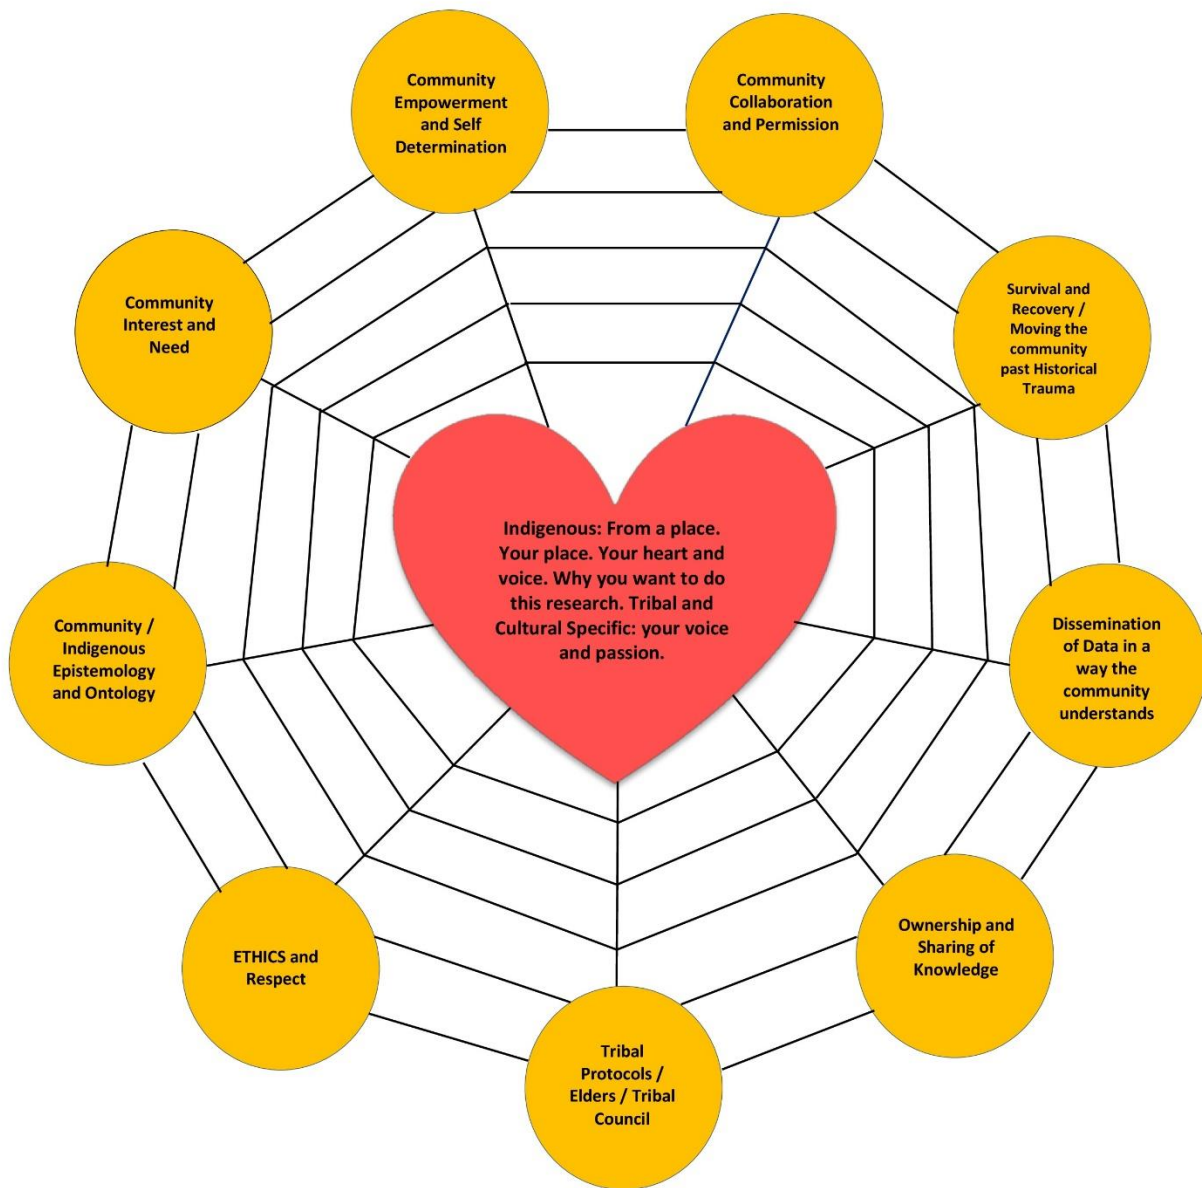 Community
Empowerment
and Self
Determination
Community
Collaboration
and Permission
Survival and
Recovery /
Moving the
community
past Historical
Trauma
Dissemination
of Data in a
way the
community
understands
Ownership and
Sharing of
Knowledge
Tribal
Protocols /
Elders / Tribal
Council
ETHICS and
Respect
Community /
Indigenous
Epistemology
and Ontology
Community
Interest and
Need
Indigenous: From a place.
Your place. Your heart and
voice. Why you want to do
this research. Tribal and
Cultural Specific: your voice
and passion.